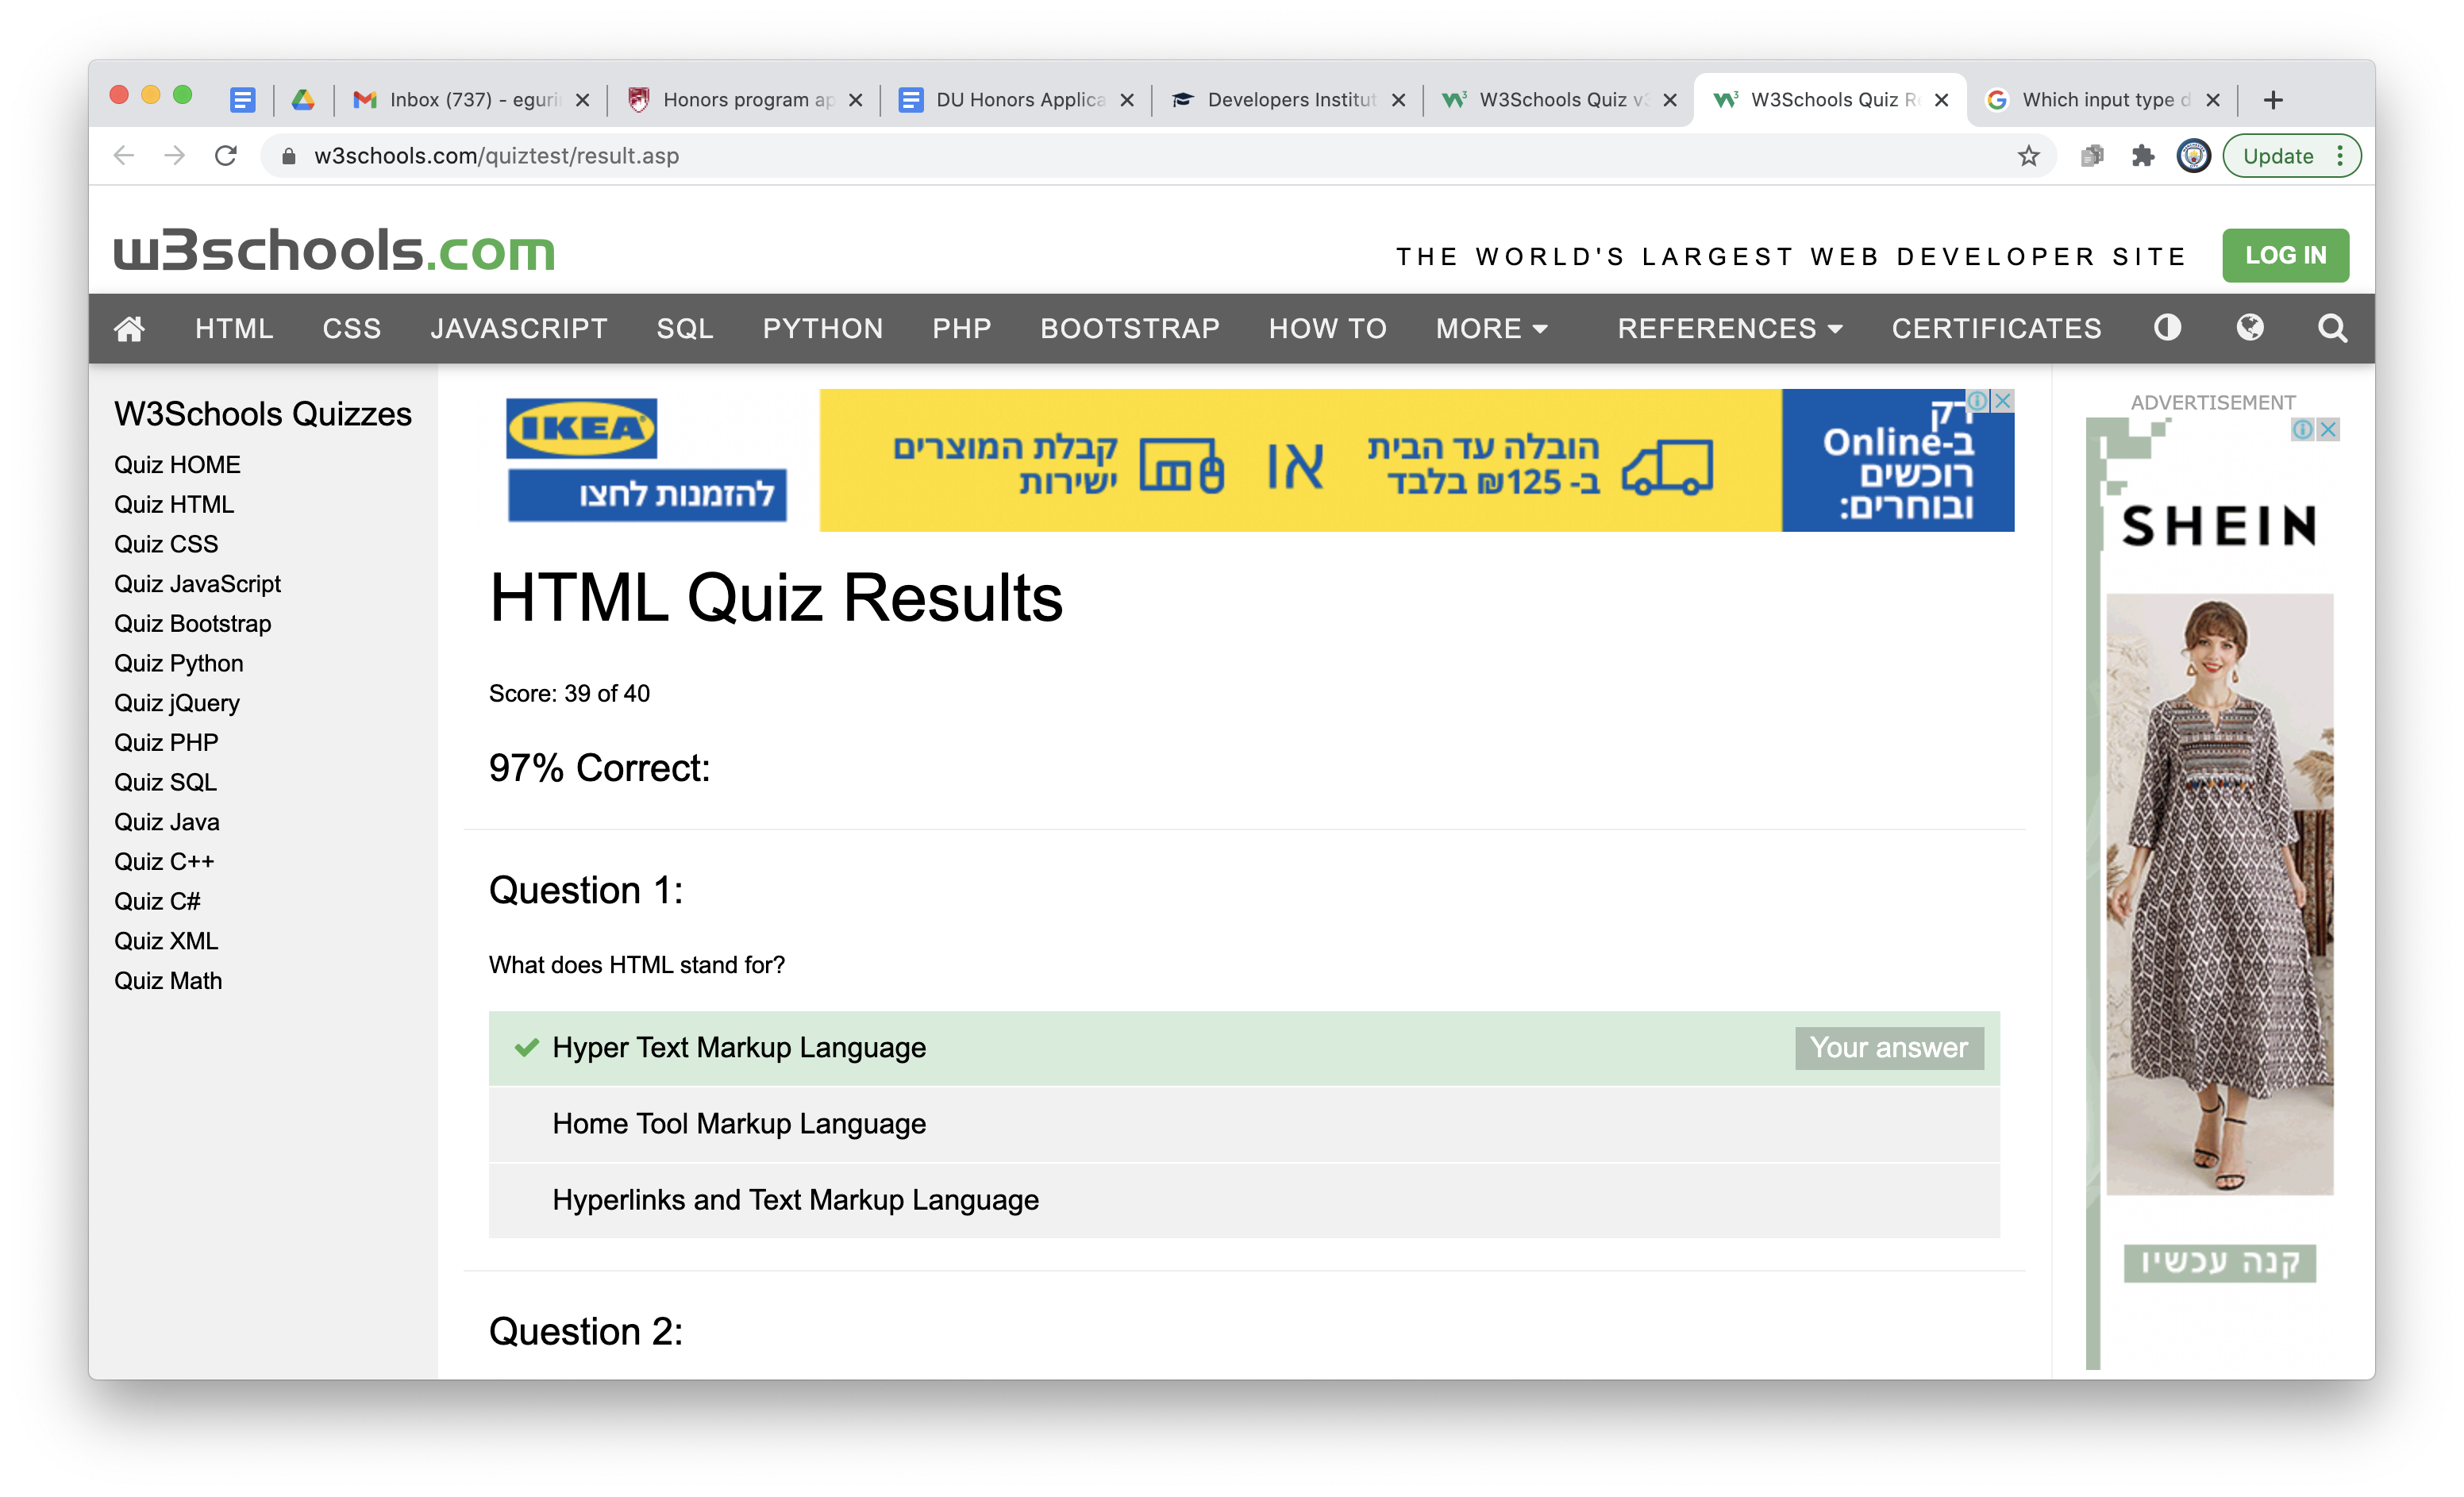 Inbox (737) - eguri
Honors program ap
DU Honors Applica
Developers Institut
W3Schools Quiz v3
W3Schools Quiz R
Which input type d
w3schools.com/quiztest/result.asp
Update
w3schools.com
THE WORLD'S LARGEST WEB DEVELOPER SITE
LOG IN
HTML CSS JAVASCRIPT SQL PYTHON PHP BOOTSTRAP HOW TO MORE REFERENCES CERTIFICATES
W3Schools Quizzes
Quiz HOME
Quiz HTML
Quiz CSS
Quiz JavaScript
Quiz Bootstrap
Quiz Python
Quiz jQuery
Quiz PHP
Quiz SQL
Quiz Java
Quiz C++
Quiz C#
Quiz XML
Quiz Math
IKEA
להזמנות לחצו
רק
ב-Online
רוכשים
ובוחרים:
הובלה עד הבית
ב- 125₪ בלבד
או
קבלת המוצרים
ישירות
HTML Quiz Results
Score: 39 of 40
97% Correct:
Question 1:
What does HTML stand for?
Hyper Text Markup Language
Your answer
Home Tool Markup Language
Hyperlinks and Text Markup Language
Question 2:
ADVERTISEMENT
SHEIN
קנה עכשיו